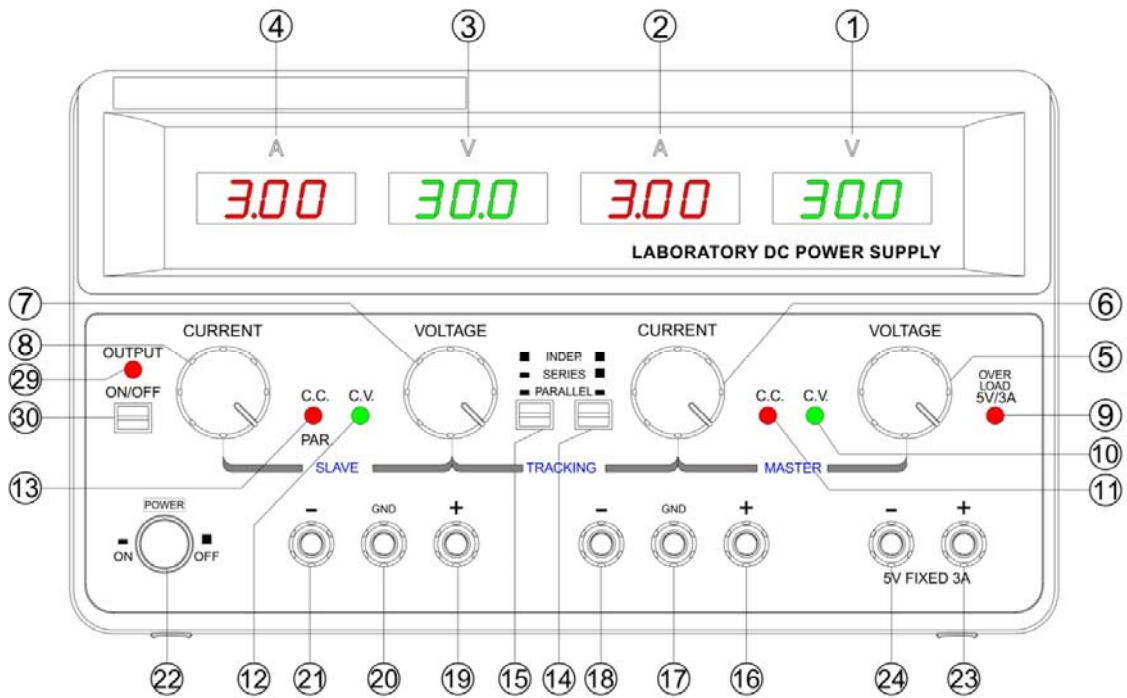 ④ ③ ② ①
A V A V
3.00 30.0 3.00 30.0
LABORATORY DC POWER SUPPLY
⑦ ⑥
CURRENT VOLTAGE CURRENT VOLTAGE
⑧ ⑤
OUTPUT
INDEP.
㉙
SERIES
OVER
LOAD
5V/3A
ON/OFF
PARALLEL
C.C. C.V. C.C. C.V.
㉚ ⑨
PAR
⑩
SLAVE TRACKING MASTER
⑬ ⑪
POWER
- GND + - GND + - +
ON OFF
5V FIXED 3A
㉒ ⑫ ㉑ ⑳ ⑲ ⑮ ⑭ ⑱ ⑰ ⑯ ㉔ ㉓